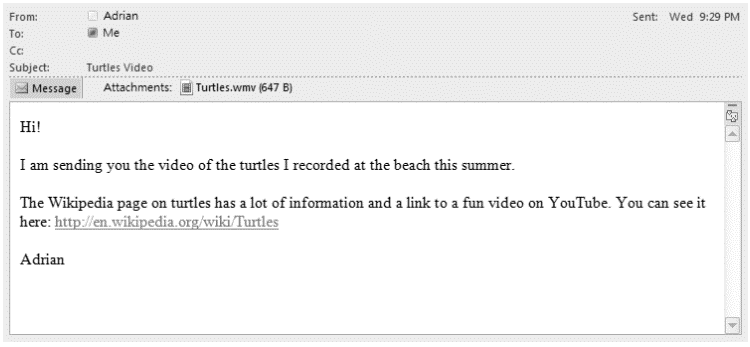 From: Adrian Sent: Wed 9:29 PM
To: Me
Cc:
Subject: Turtles Video
Message Attachments: Turtles.wmv (647 B)
Hi!
I am sending you the video of the turtles I recorded at the beach this summer.
The Wikipedia page on turtles has a lot of information and a link to a fun video on YouTube. You can see it
here: http://en.wikipedia.org/wiki/Turtles
Adrian